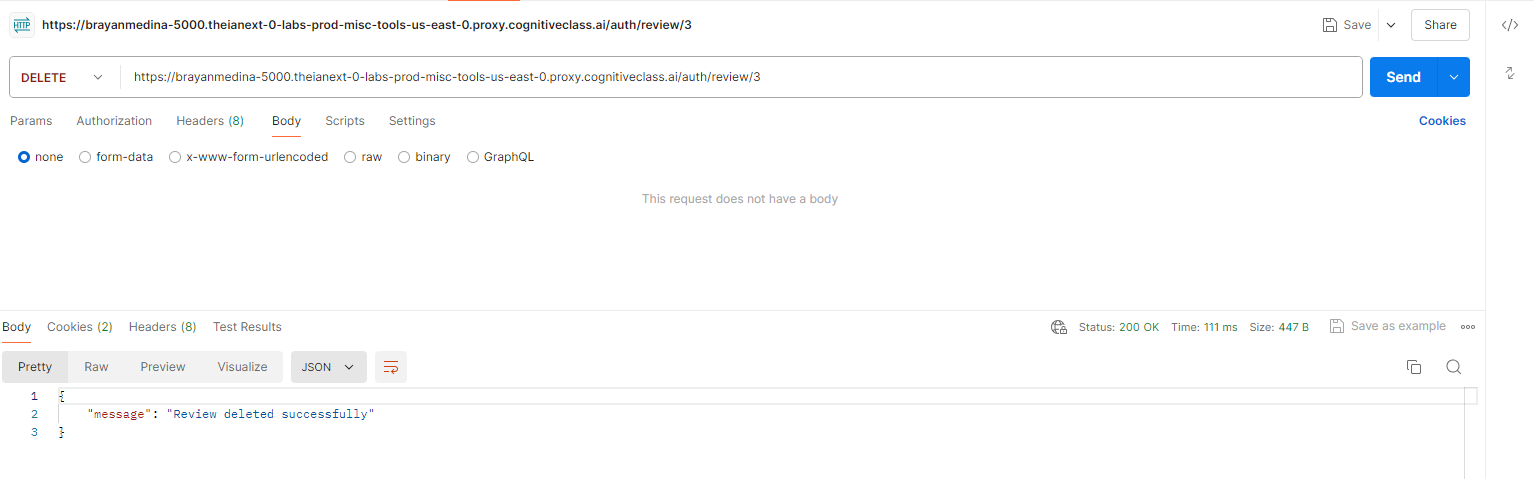 HTTP https://brayanmedina-5000.theianext-0-labs-prod-misc-tools-us-east-0.proxy.cognitiveclass.ai/auth/review/3 Save Share
DELETE https://brayanmedina-5000.theianext-0-labs-prod-misc-tools-us-east-0.proxy.cognitiveclass.ai/auth/review/3 Send
Params Authorization Headers (8) Body Scripts Settings Cookies
none form-data x-www-form-urlencoded raw binary GraphQL
This request does not have a body
Body Cookies (2) Headers (8) Test Results Status: 200 OK Time: 111 ms Size: 447 B Save as example
Pretty Raw Preview Visualize JSON
1 {
2 "message": "Review deleted successfully"
3 }